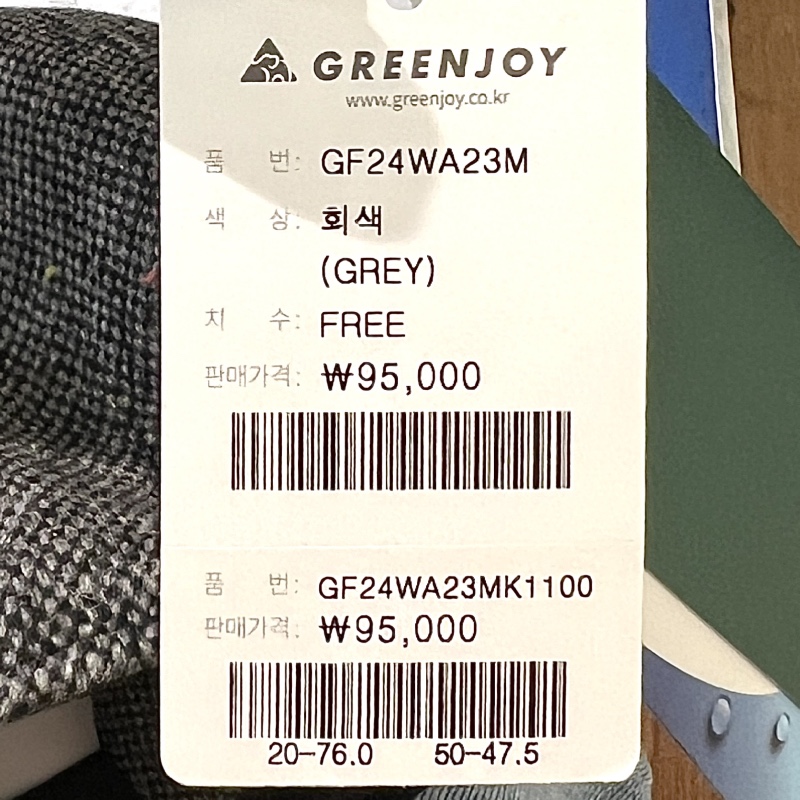 GREENJOY
www.greenjoy.co.kr
품 번: GF24WA23M
색 상: 회색
(GREY)
치 수: FREE
판매가격: ₩95,000
품 번: GF24WA23MK1100
판매가격: ₩95,000
20-76.0 50-47.5